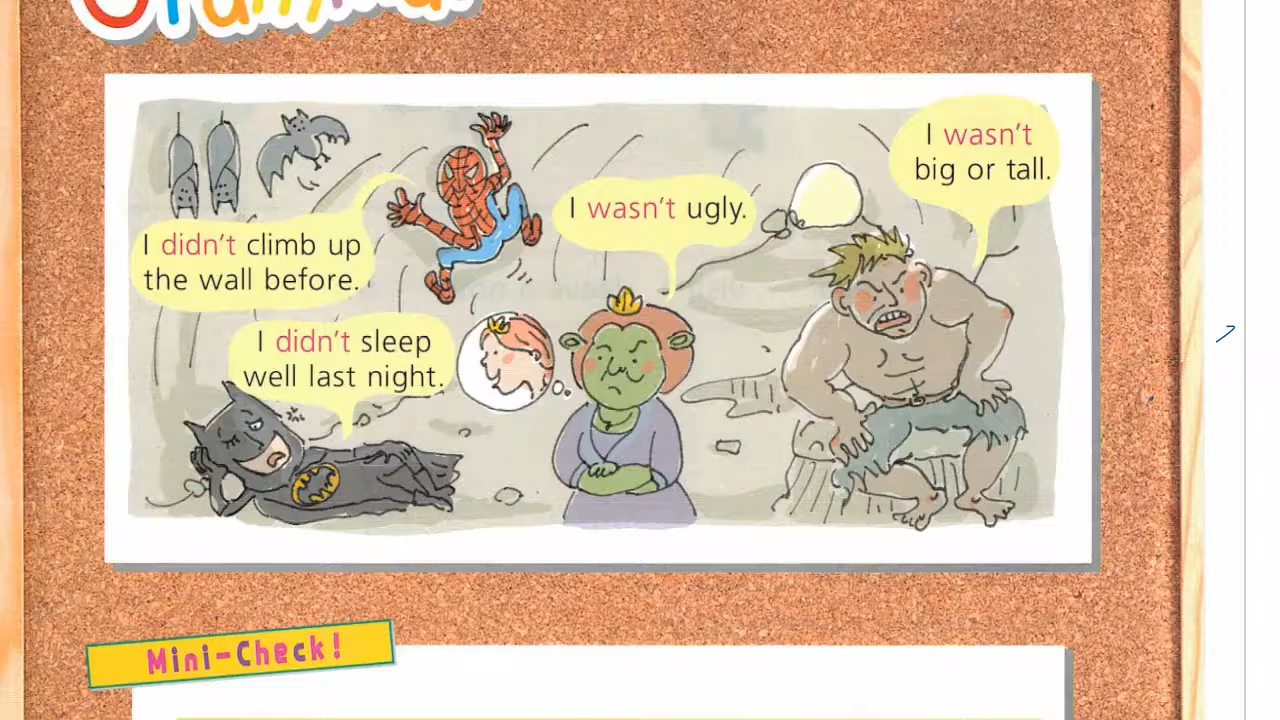 Grammar
I didn't climb up
the wall before.
I didn't sleep
well last night.
I wasn't ugly.
I wasn't
big or tall.
Mini-Check!